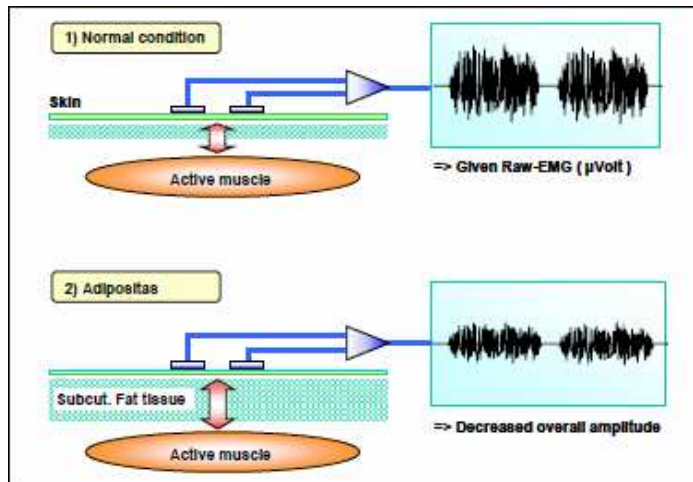 1) Normal condition
Skin
Active muscle
=> Given Raw-EMG ( µVolt )
2) Adipositas
Subcut. Fat tissue
Active muscle
=> Decreased overall amplitude